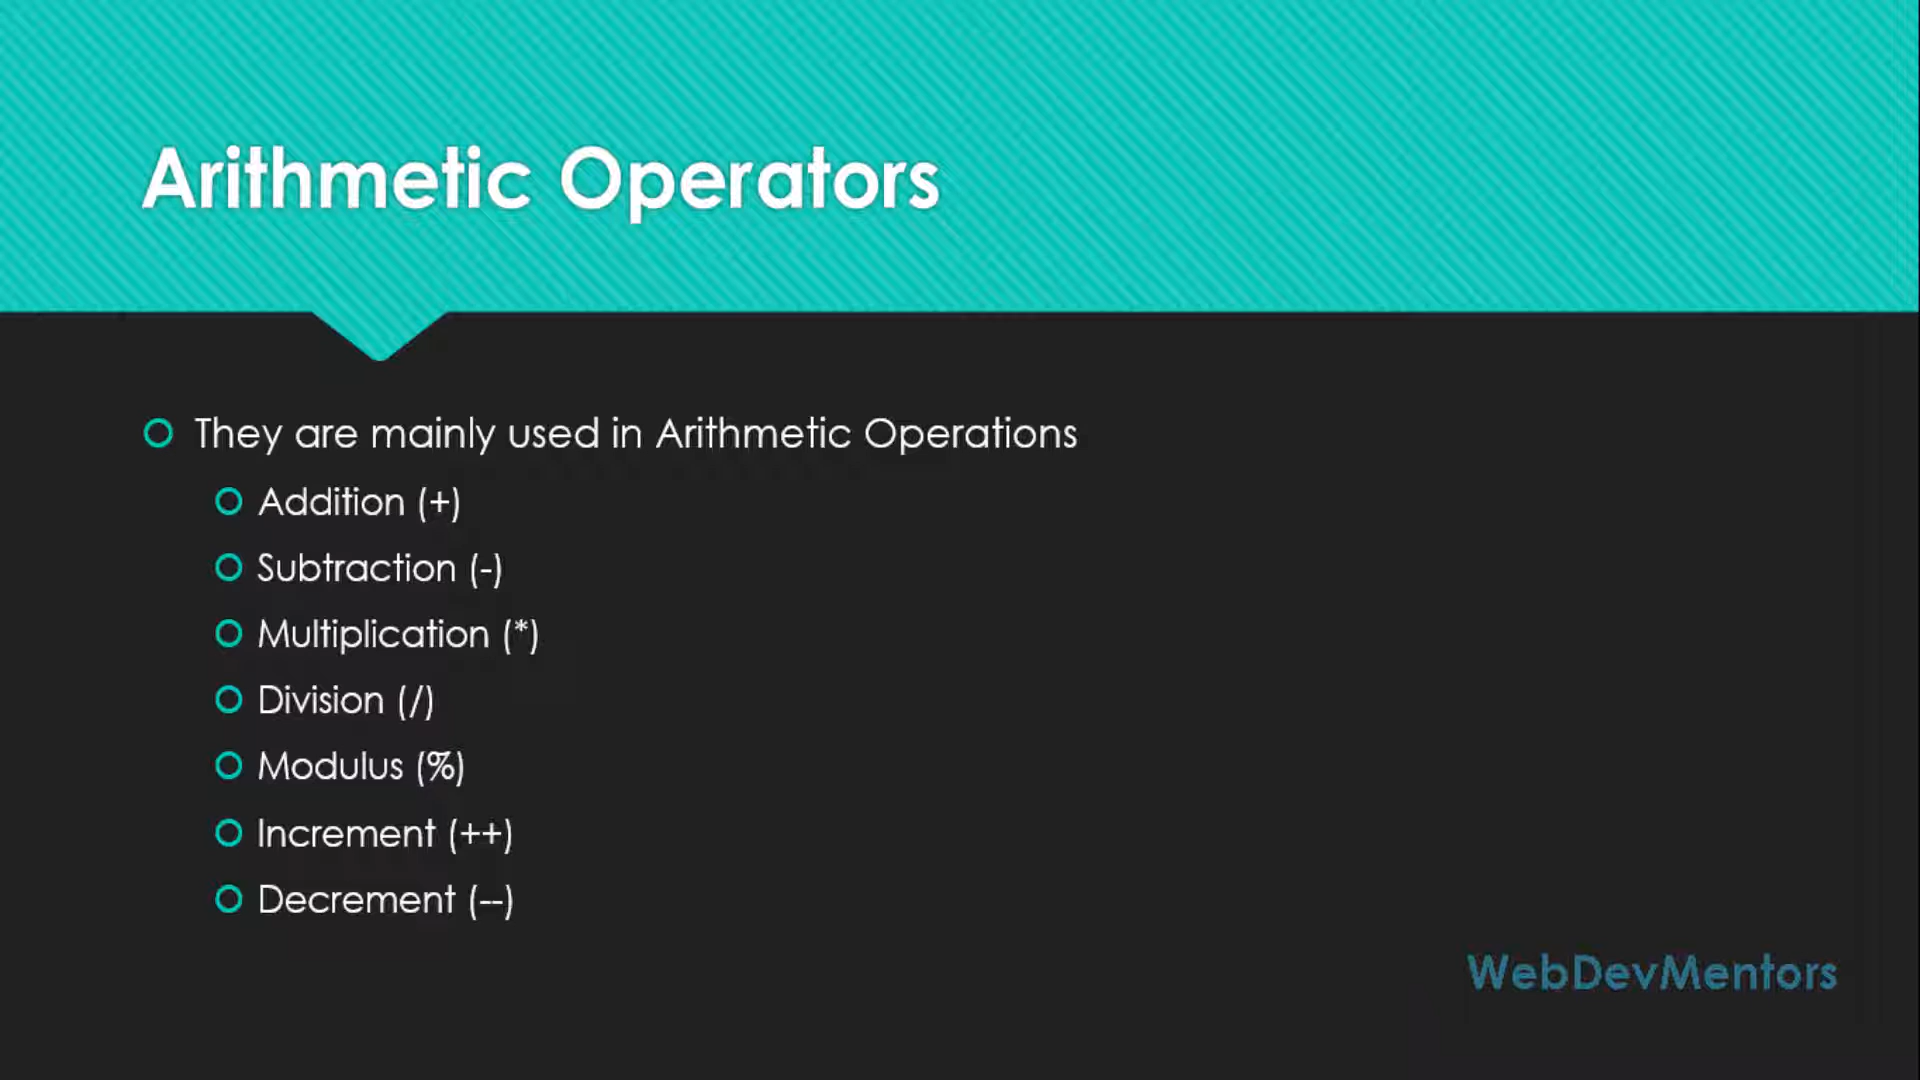 Arithmetic Operators
They are mainly used in Arithmetic Operations
Addition (+)
Subtraction (-)
Multiplication (*)
Division (/)
Modulus (%)
Increment (++)
Decrement (--)
WebDevMentors